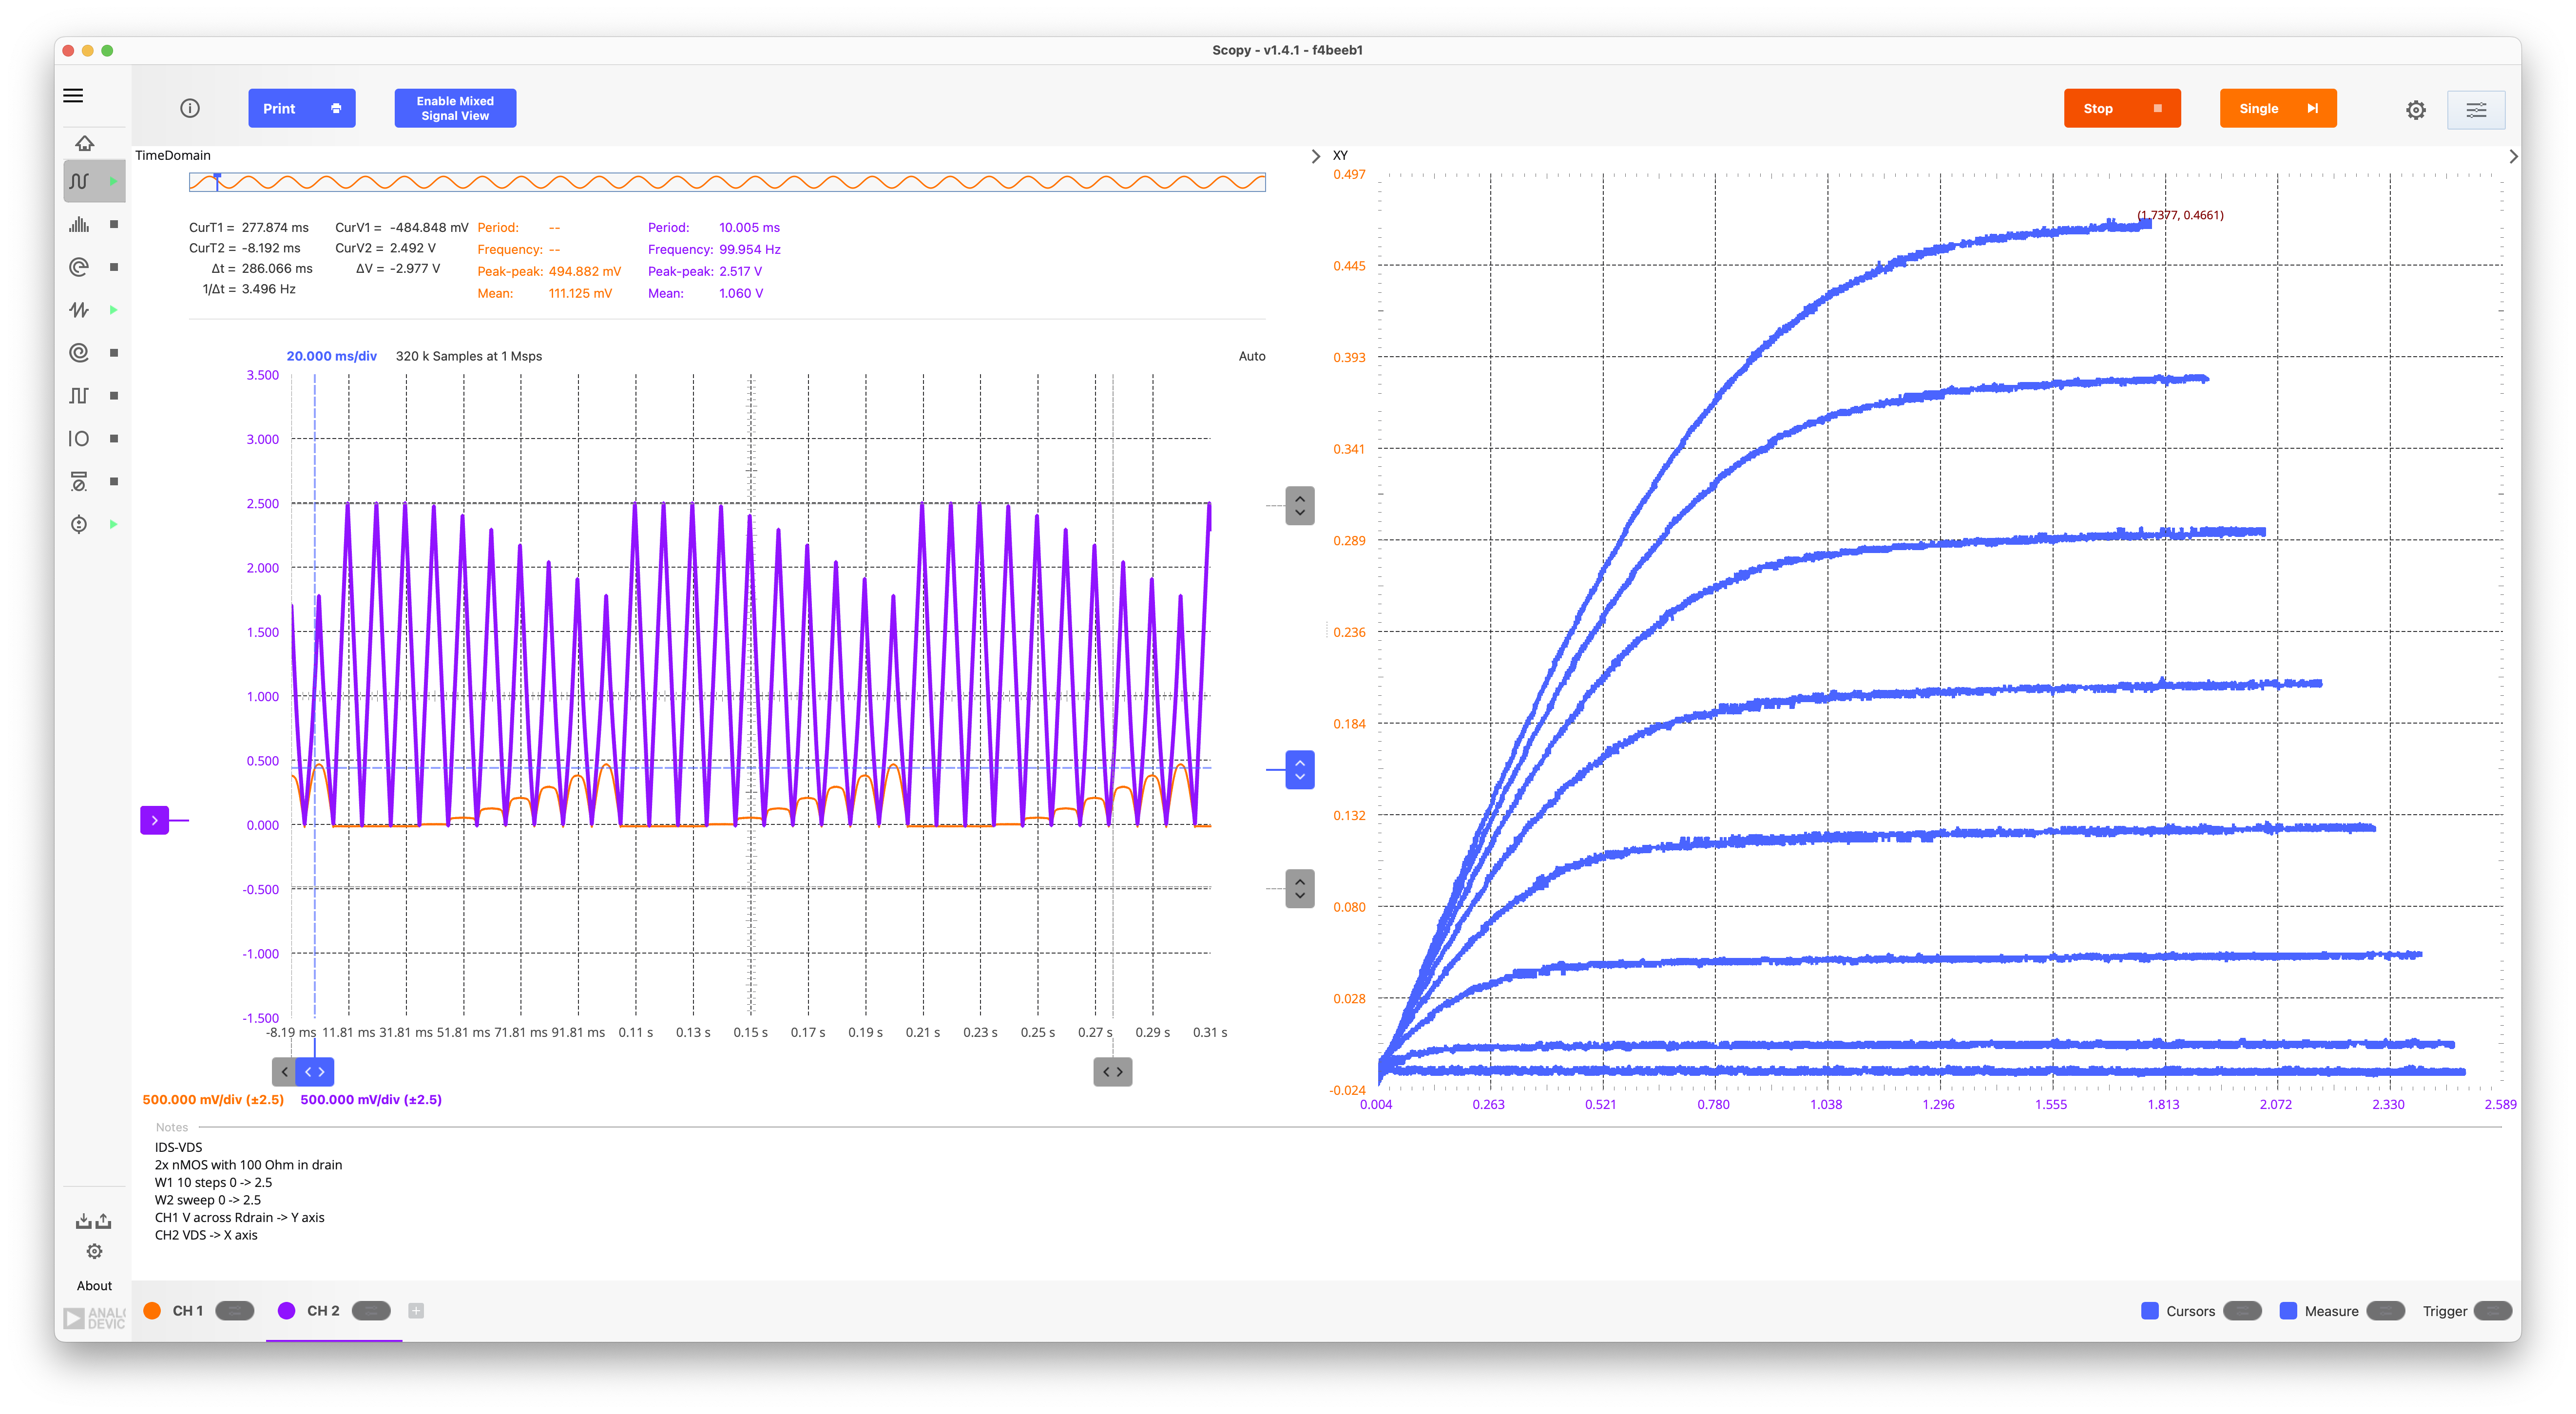 Scopy - v1.4.1 - f4beeb1
Print
Enable Mixed
Signal View
Stop
Single
TimeDomain
XY
CurT1 = 277.874 ms CurV1 = -484.848 mV Period: -- Period: 10.005 ms
CurT2 = -8.192 ms CurV2 = 2.492 V Frequency: -- Frequency: 99.954 Hz
Δt = 286.066 ms ΔV = -2.977 V Peak-peak: 494.882 mV Peak-peak: 2.517 V
1/Δt = 3.496 Hz Mean: 111.125 mV Mean: 1.060 V
20.000 ms/div 320 k Samples at 1 Msps Auto
3.500
3.000
2.500
2.000
1.500
1.000
0.500
0.000
-0.500
-1.000
-1.500
-8.19 ms 11.81 ms 31.81 ms 51.81 ms 71.81 ms 91.81 ms 0.11 s 0.13 s 0.15 s 0.17 s 0.19 s 0.21 s 0.23 s 0.25 s 0.27 s 0.29 s 0.31 s
500.000 mV/div (±2.5) 500.000 mV/div (±2.5)
0.497
(1.7377, 0.4661)
0.445
0.393
0.341
0.289
0.236
0.184
0.132
0.080
0.028
-0.024
0.004 0.263 0.521 0.780 1.038 1.296 1.555 1.813 2.072 2.330 2.589
Notes
IDS-VDS
2x nMOS with 100 Ohm in drain
W1 10 steps 0 -> 2.5
W2 sweep 0 -> 2.5
CH1 V across Rdrain -> Y axis
CH2 VDS -> X axis
About
ANALO
DEVIC
CH 1 CH 2 Cursors Measure Trigger